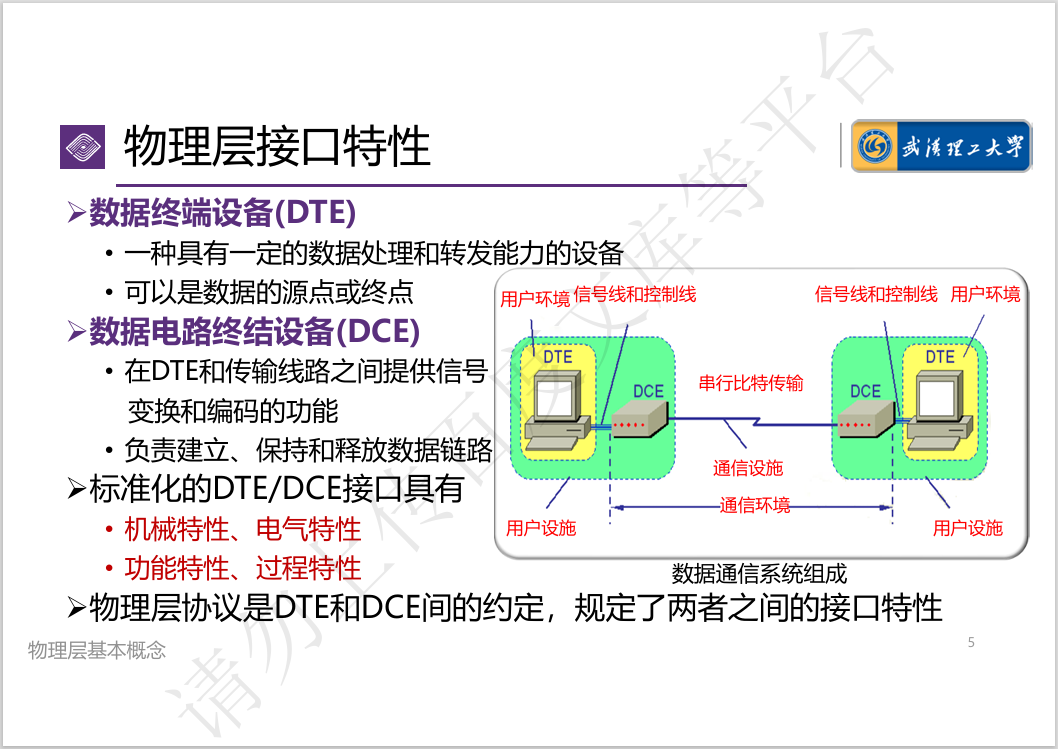 物理层接口特性
武漢理工大学
➢数据终端设备(DTE)
• 一种具有一定的数据处理和转发能力的设备
• 可以是数据的源点或终点
➢数据电路终结设备(DCE)
• 在DTE和传输线路之间提供信号
变换和编码的功能
• 负责建立、保持和释放数据链路
➢标准化的DTE/DCE接口具有
• 机械特性、电气特性
• 功能特性、过程特性
➢物理层协议是DTE和DCE间的约定，规定了两者之间的接口特性
用户环境
信号线和控制线
信号线和控制线
用户环境
DTE
DCE
串行比特传输
DCE
DTE
通信设施
通信环境
用户设施
用户设施
数据通信系统组成
物理层基本概念
5
请勿上传百度文库等平台